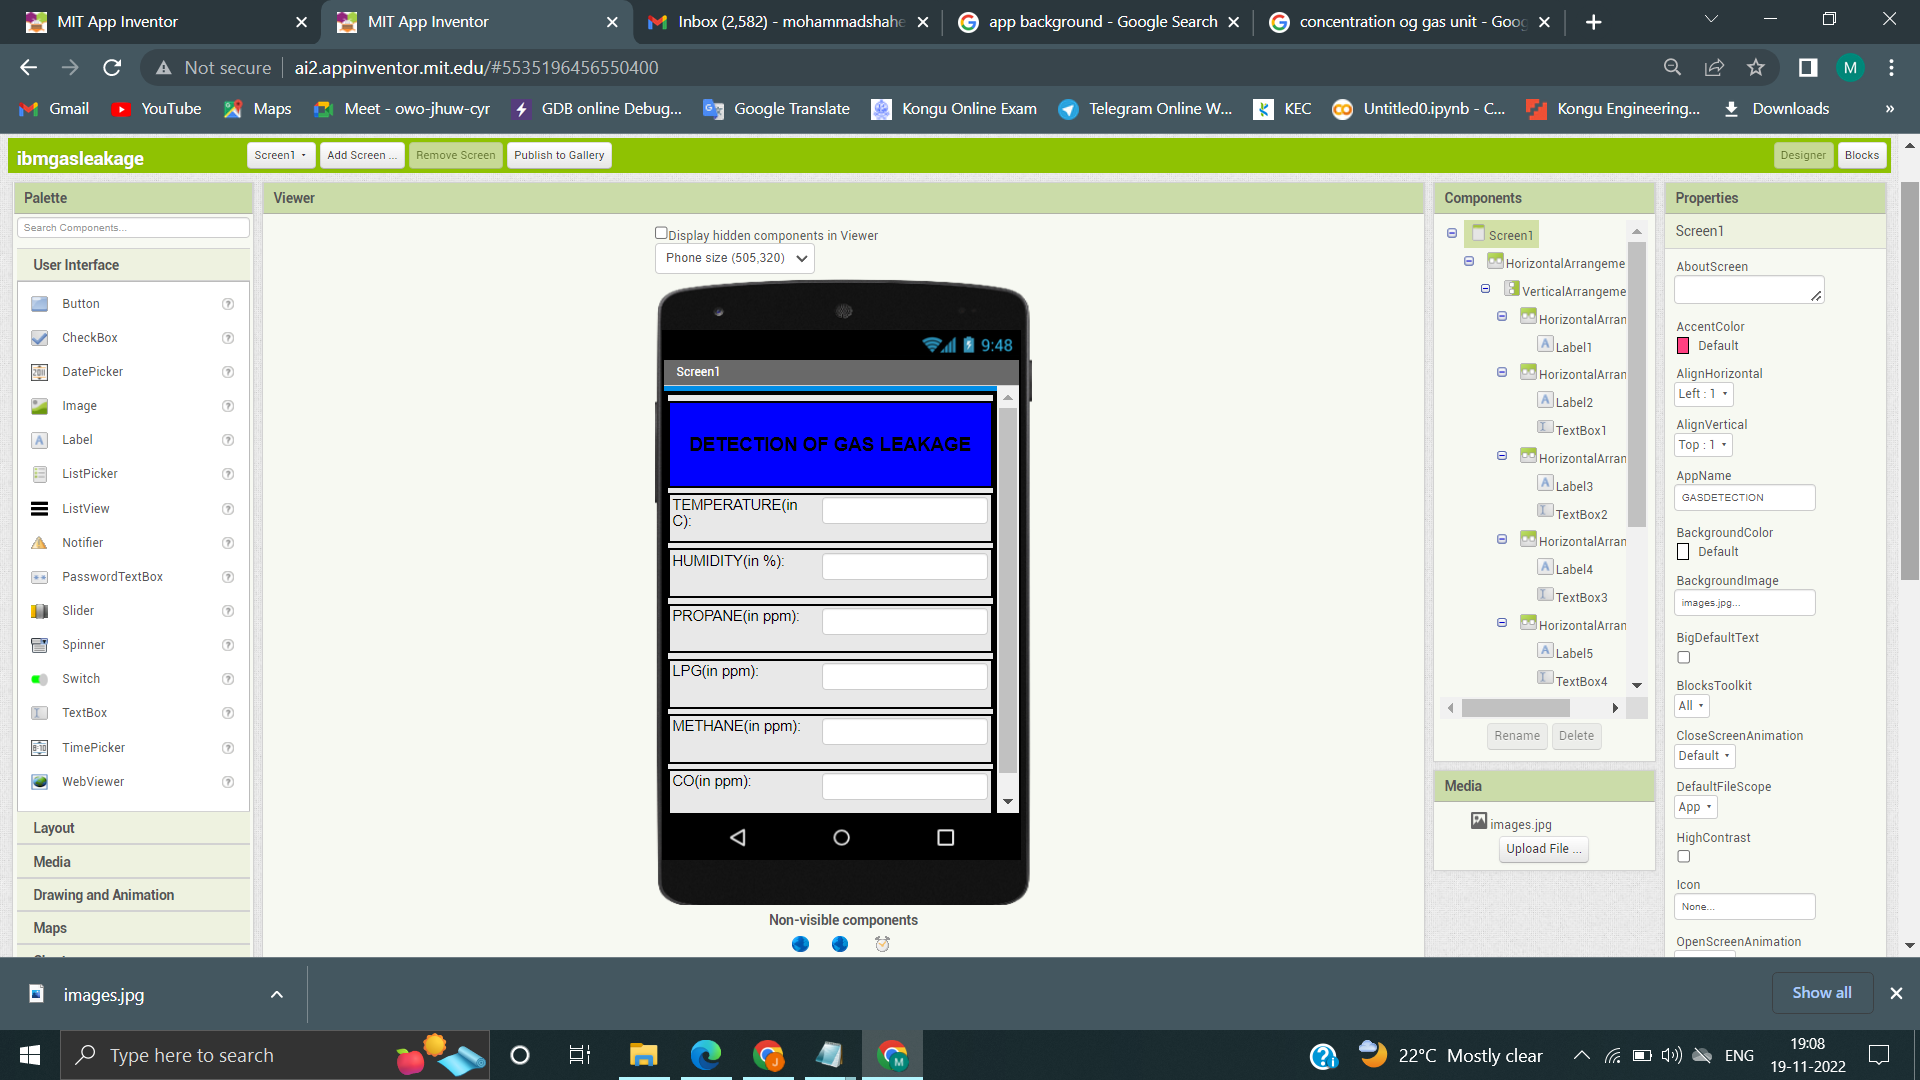 MIT App Inventor
MIT App Inventor
Inbox (2,582) - mohammadshahe
app background - Google Search
concentration og gas unit - Goog
Not secure
ai2.appinventor.mit.edu/#5535196456550400
M
Gmail
YouTube
Maps
Meet - owo-jhuw-cyr
GDB online Debug...
Google Translate
Kongu Online Exam
Telegram Online W...
KEC
Untitled0.ipynb - C...
Kongu Engineering...
Downloads
»
ibmgasleakage
Screen1
Add Screen ...
Remove Screen
Publish to Gallery
Designer
Blocks
Palette
Search Components...
User Interface
Button
CheckBox
DatePicker
Image
Label
ListPicker
ListView
Notifier
PasswordTextBox
Slider
Spinner
Switch
TextBox
TimePicker
WebViewer
Layout
Media
Drawing and Animation
Maps
Viewer
Display hidden components in Viewer
Phone size (505,320)
9:48
Screen1
DETECTION OF GAS LEAKAGE
TEMPERATURE(in
C):
HUMIDITY(in %):
PROPANE(in ppm):
LPG(in ppm):
METHANE(in ppm):
CO(in ppm):
Non-visible components
Components
Screen1
HorizontalArrangeme
VerticalArrangeme
HorizontalArran
Label1
HorizontalArran
Label2
TextBox1
HorizontalArran
Label3
TextBox2
HorizontalArran
Label4
TextBox3
HorizontalArran
Label5
TextBox4
Rename
Delete
Media
images.jpg
Upload File ...
Properties
Screen1
AboutScreen
AccentColor
Default
AlignHorizontal
Left : 1
AlignVertical
Top : 1
AppName
GASDETECTION
BackgroundColor
Default
BackgroundImage
images.jpg...
BigDefaultText
BlocksToolkit
All
CloseScreenAnimation
Default
DefaultFileScope
App
HighContrast
Icon
None...
OpenScreenAnimation
images.jpg
Show all
Type here to search
22°C Mostly clear
ENG
19:08
19-11-2022